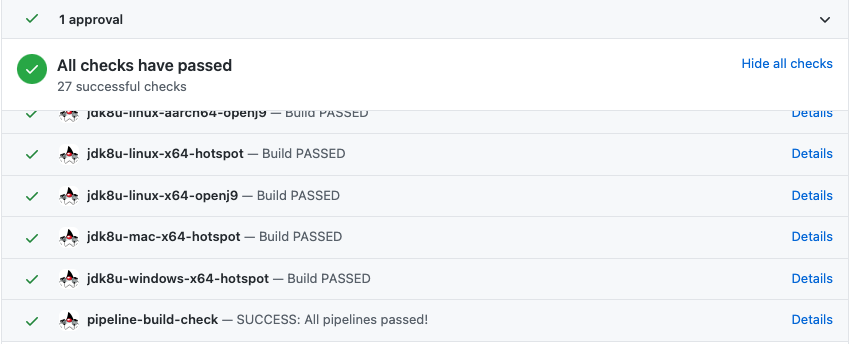 1 approval
All checks have passed
Hide all checks
27 successful checks
jdk8u-linux-aarch64-openj9 — Build PASSED Details
jdk8u-linux-x64-hotspot — Build PASSED Details
jdk8u-linux-x64-openj9 — Build PASSED Details
jdk8u-mac-x64-hotspot — Build PASSED Details
jdk8u-windows-x64-hotspot — Build PASSED Details
pipeline-build-check — SUCCESS: All pipelines passed! Details